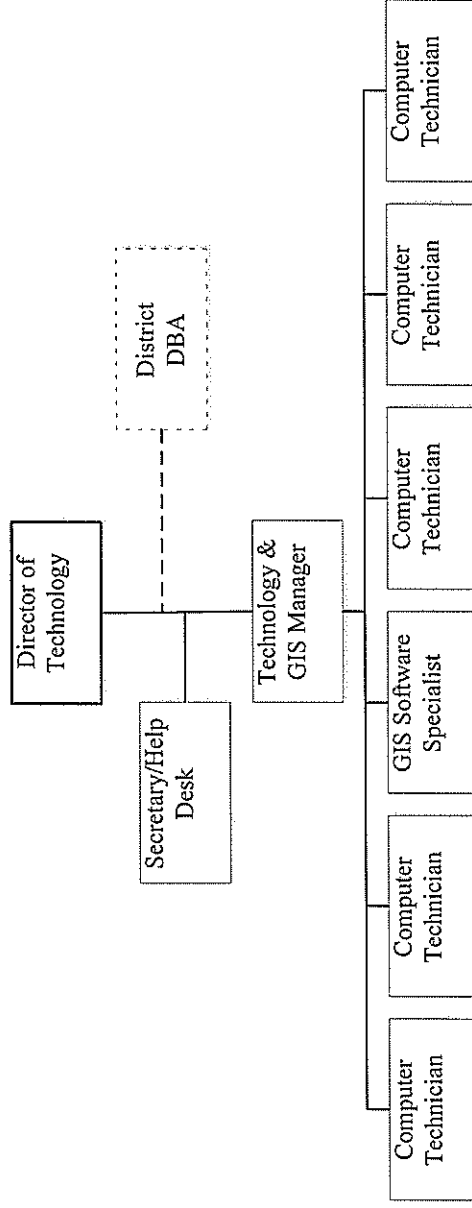 Director of
Technology
District
DBA
Secretary/Help
Desk
Technology &
GIS Manager
Computer
Technician
Computer
Technician
GIS Software
Specialist
Computer
Technician
Computer
Technician
Computer
Technician